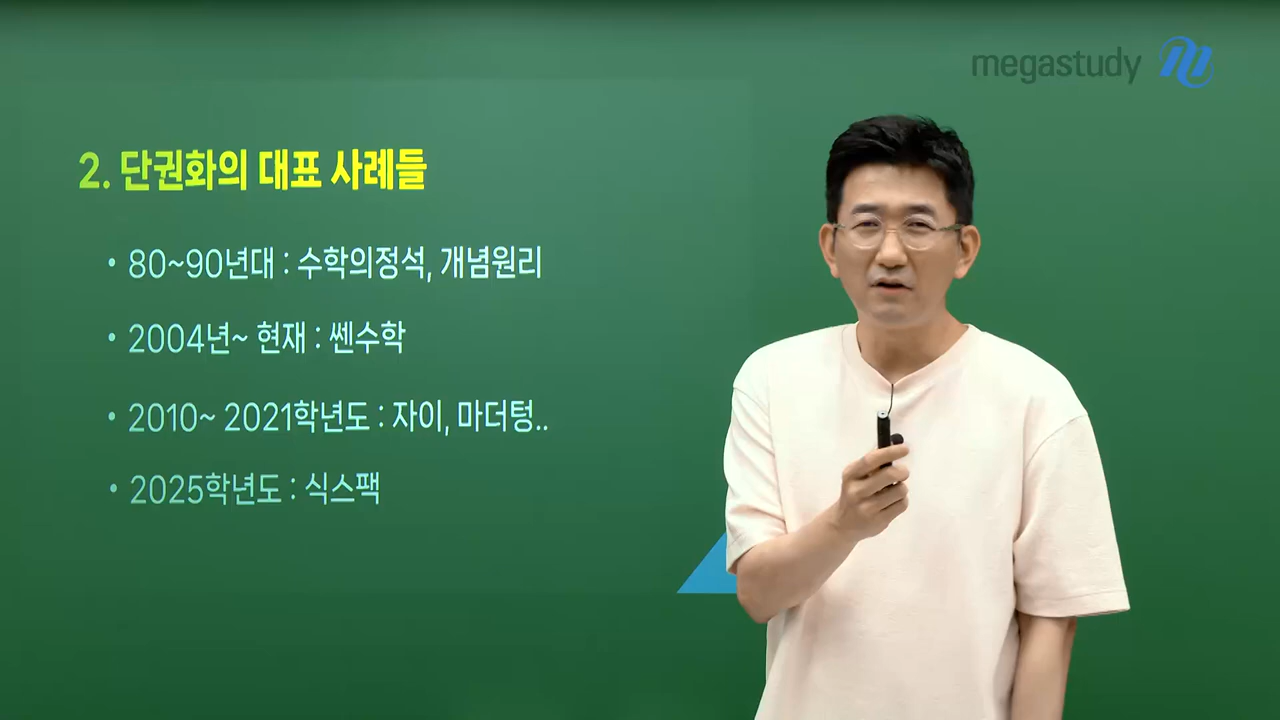 megastudy
2. 단권화의 대표 사례들
• 80~90년대 : 수학의정석, 개념원리
• 2004년~ 현재 : 쎈수학
• 2010~ 2021학년도 : 자이, 마더텅..
• 2025학년도 : 식스팩